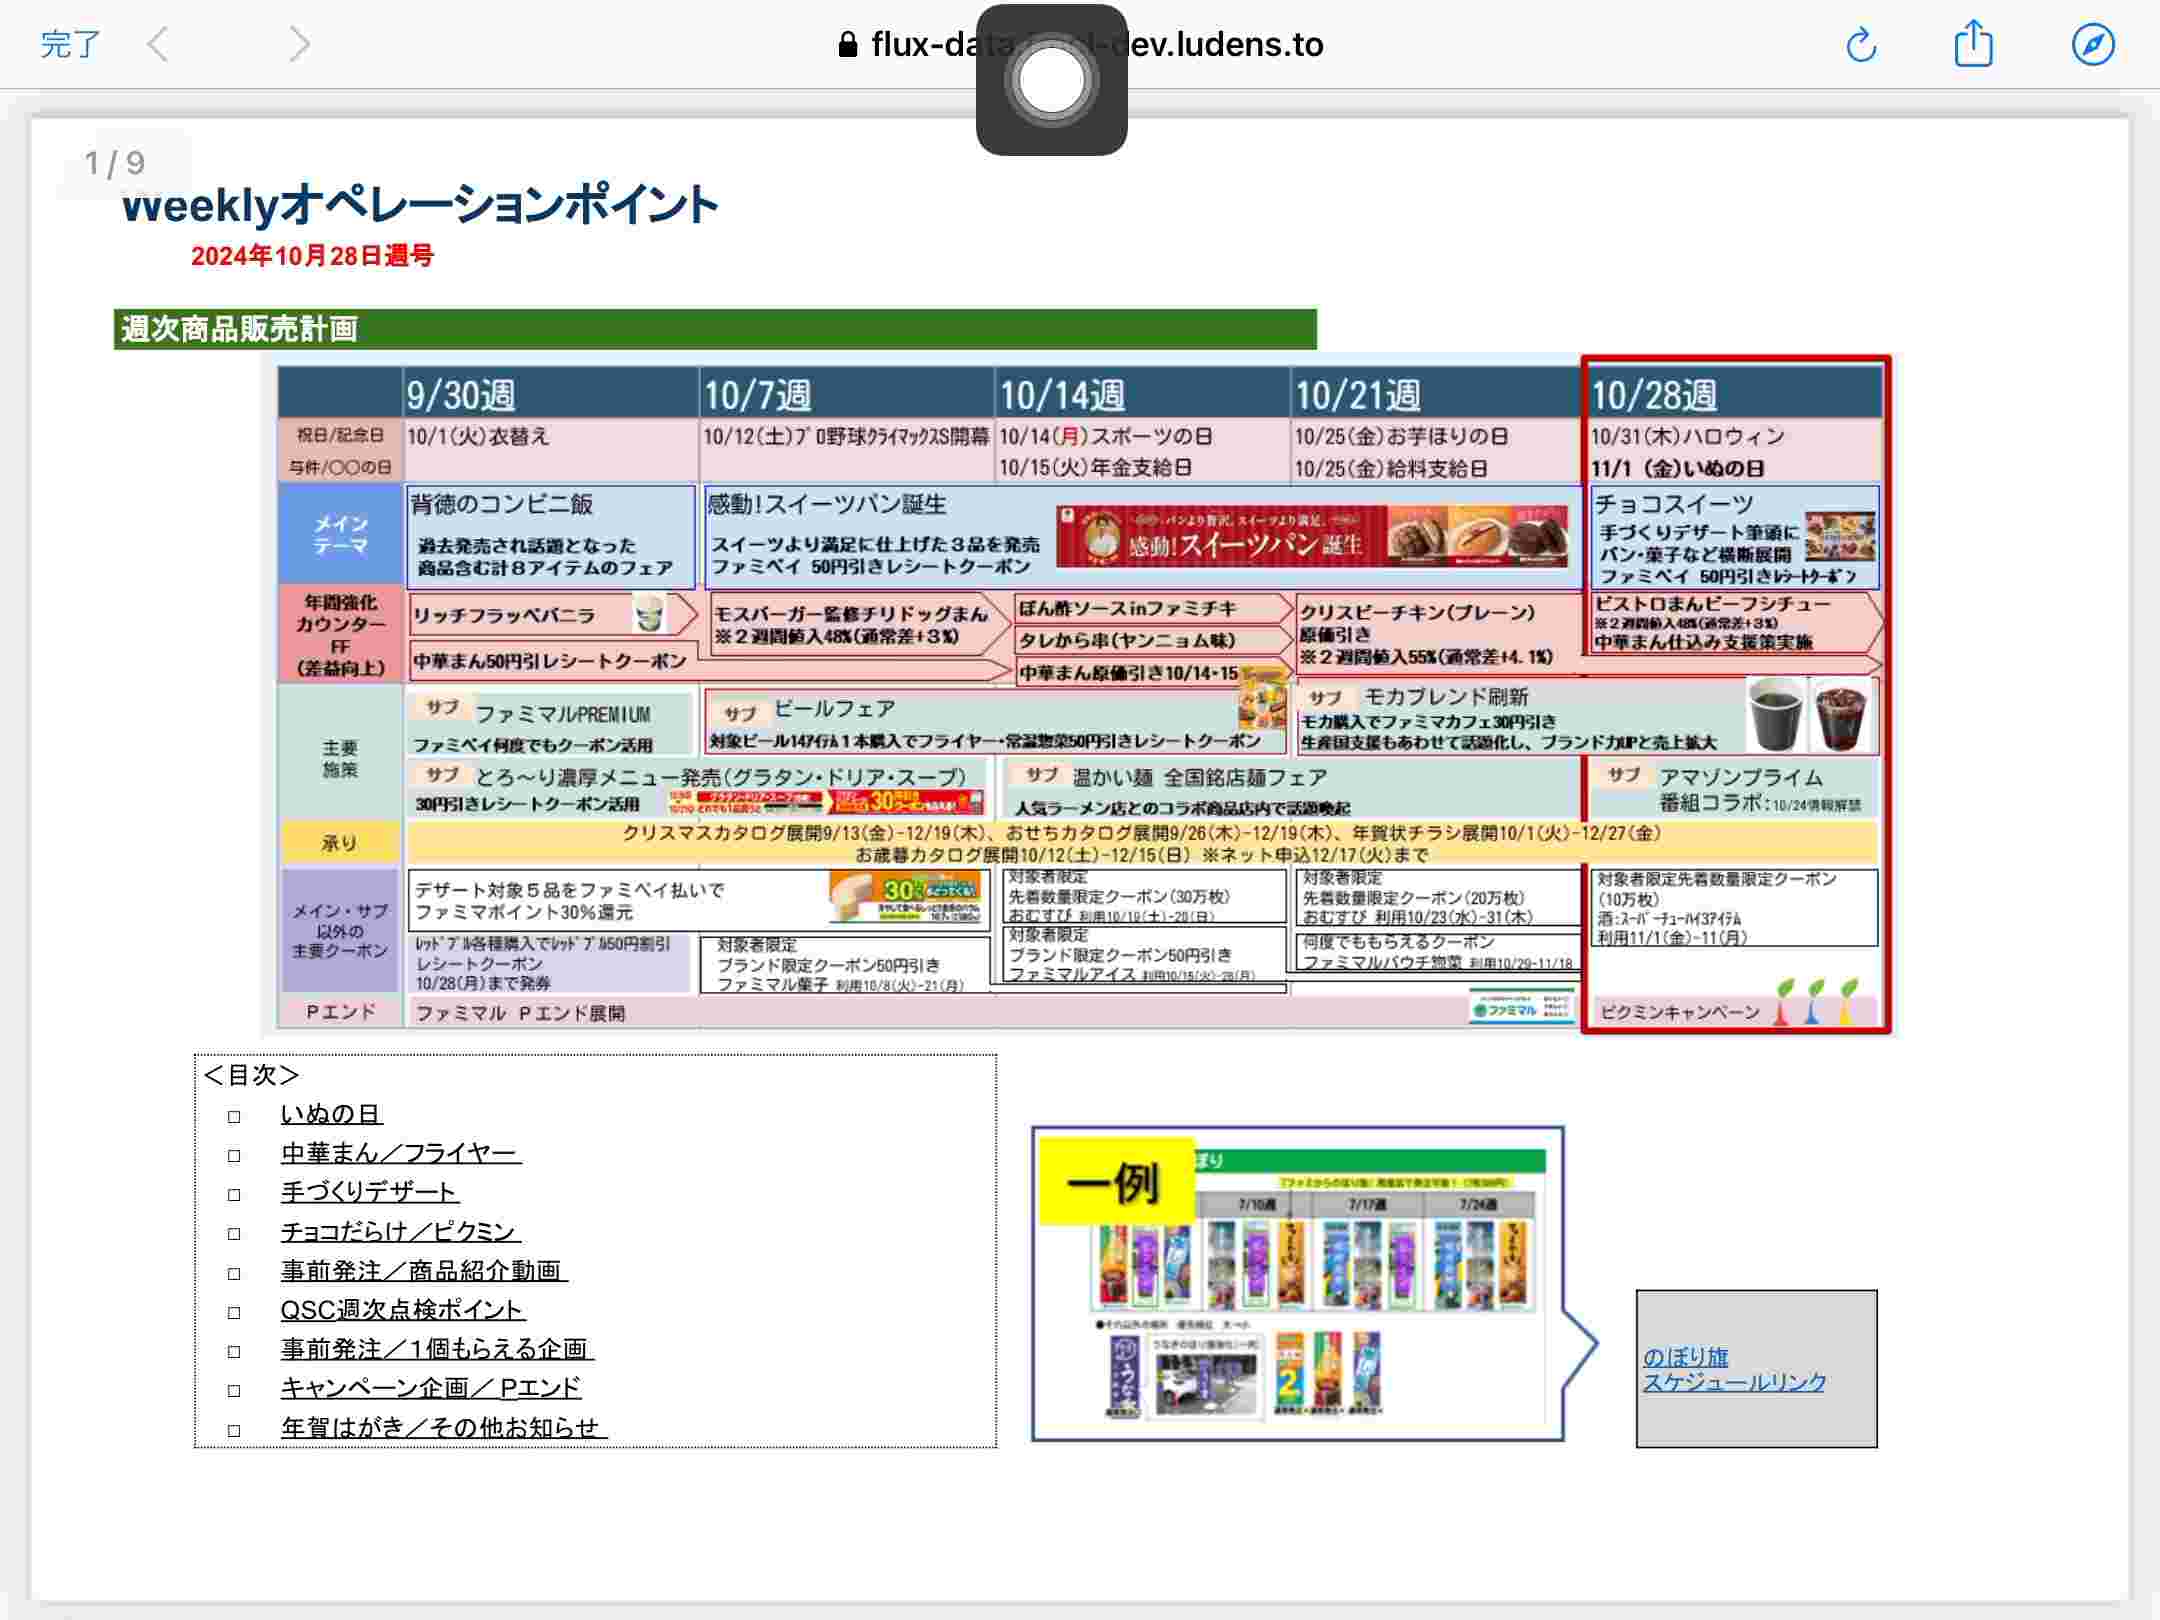 完了
flux-data
-dev.ludens.to
1/9
Weeklyオペレーションポイント
2024年10月28日週号
週次商品販売計画
9/30週
10/7週
10/14週
10/21週
10/28週
祝日/記念日
与件/〇〇の日
10/1(火)衣替え
10/12(土)プロ野球クライマックスS開幕
10/14(月)スポーツの日
10/15(火)年金支給日
10/25(金)お芋ほりの日
10/25(金)給料支給日
10/31(木)ハロウィン
11/1 (金)いぬの日
メイン
テーマ
背徳のコンビニ飯
過去発売され話題となった
商品含む計8アイテムのフェア
感動!スイーツパン誕生
スイーツより満足に仕上げた3品を発売
ファミペイ 50円引きレシートクーポン
パンより贅沢、スイーツより満足。
感動!スイーツパン誕生
チョコスイーツ
手づくりデザート筆頭に
パン・菓子など横断展開
ファミペイ 50円引きレシートクーポン
年間強化
カウンター
FF
(差益向上)
リッチフラッペバニラ
中華まん50円引レシートクーポン
モスバーガー監修チリドッグまん
※2週間値入48%(通常差+3%)
ぽん酢ソースinファミチキ
タレから串(ヤンニョム味)
中華まん原価引き10/14・15
クリスピーチキン(プレーン)
原価引き
※2週間値入55%(通常差+4.1%)
ビストロまんビーフシチュー
※2週間値入48%(通常差+3%)
中華まん仕込み支援策実施
主要
施策
サブ ファミマルPREMIUM
ファミペイ何度でもクーポン活用
サブ ビールフェア
対象ビール14アイテム1本購入でフライヤー・常温惣菜50円引きレシートクーポン
サブ モカブレンド刷新
モカ購入でファミマカフェ30円引き
生産国支援もあわせて話題化し、ブランド力UPと売上拡大
サブ とろ～り濃厚メニュー発売(グラタン・ドリア・スープ)
30円引きレシートクーポン活用
サブ 温かい麺 全国銘店麺フェア
人気ラーメン店とのコラボ商品店内で話題喚起
サブ アマゾンプライム
番組コラボ:10/24情報解禁
承り
クリスマスカタログ展開9/13(金)-12/19(木)、おせちカタログ展開9/26(木)-12/19(木)、年賀状チラシ展開10/1(火)-12/27(金)
お歳暮カタログ展開10/12(土)-12/15(日) ※ネット申込12/17(火)まで
メイン・サブ
以外の
主要クーポン
デザート対象5品をファミペイ払いで
ファミマポイント30%還元
レッドブル各種購入でレッドブル50円割引
レシートクーポン
10/28(月)まで発券
対象者限定
ブランド限定クーポン50円引き
ファミマル菓子 利用10/8(火)-21(月)
対象者限定
先着数量限定クーポン(30万枚)
おむすび 利用10/19(土)-20(日)
対象者限定
ブランド限定クーポン50円引き
ファミマルアイス 利用10/15(火)-28(月)
対象者限定
先着数量限定クーポン(20万枚)
おむすび 利用10/23(水)-31(木)
何度でももらえるクーポン
ファミマルパウチ惣菜 利用10/29-11/18
対象者限定先着数量限定クーポン
(10万枚)
酒:スーパーチューハイ3アイテム
利用11/1(金)-11(月)
Pエンド
ファミマル Pエンド展開
ファミマル
ピクミンキャンペーン
＜目次＞
□ いぬの日
□ 中華まん／フライヤー
□ 手づくりデザート
□ チョコだらけ／ピクミン
□ 事前発注／商品紹介動画
□ QSC週次点検ポイント
□ 事前発注／1個もらえる企画
□ キャンペーン企画／Pエンド
□ 年賀はがき／その他お知らせ
一例
ぼり
7/10週
7/17週
7/24週
のぼり旗
スケジュールリンク